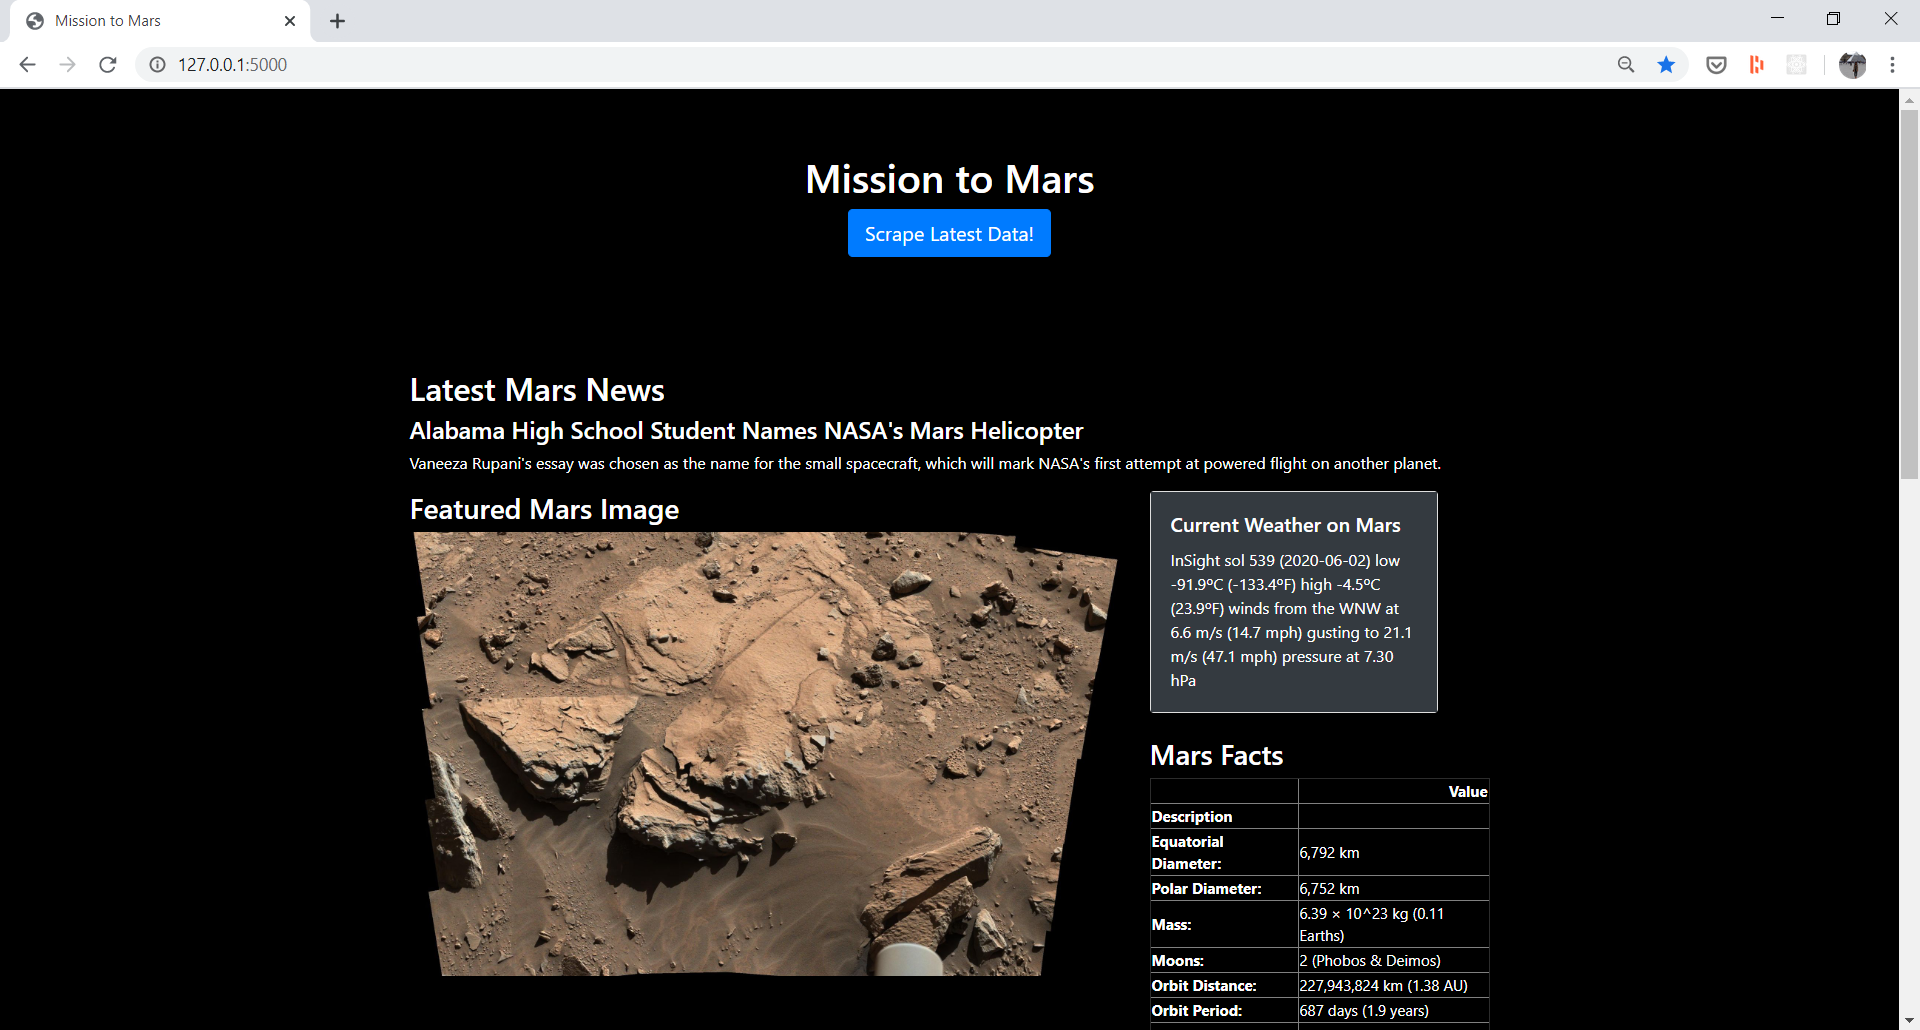 Mission to Mars
127.0.0.1:5000
Mission to Mars
Scrape Latest Data!
Latest Mars News
Alabama High School Student Names NASA's Mars Helicopter
Vaneeza Rupani's essay was chosen as the name for the small spacecraft, which will mark NASA's first attempt at powered flight on another planet.
Featured Mars Image
Current Weather on Mars
InSight sol 539 (2020-06-02) low
-91.9ºC (-133.4ºF) high -4.5ºC
(23.9ºF) winds from the WNW at
6.6 m/s (14.7 mph) gusting to 21.1
m/s (47.1 mph) pressure at 7.30
hPa
Mars Facts
Value
Description
Equatorial
Diameter:
6,792 km
Polar Diameter: 6,752 km
Mass:
6.39 × 10^23 kg (0.11
Earths)
Moons: 2 (Phobos & Deimos)
Orbit Distance: 227,943,824 km (1.38 AU)
Orbit Period: 687 days (1.9 years)